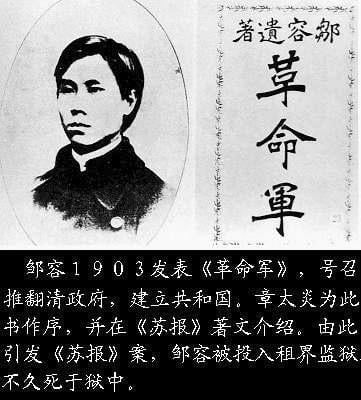 鄒容遺著
革命軍
邹容１９０３发表《革命军》，号召
推翻清政府，建立共和国。章太炎为此
书作序，并在《苏报》著文介绍。由此
引发《苏报》案，邹容被投入租界监狱，
不久死于狱中。